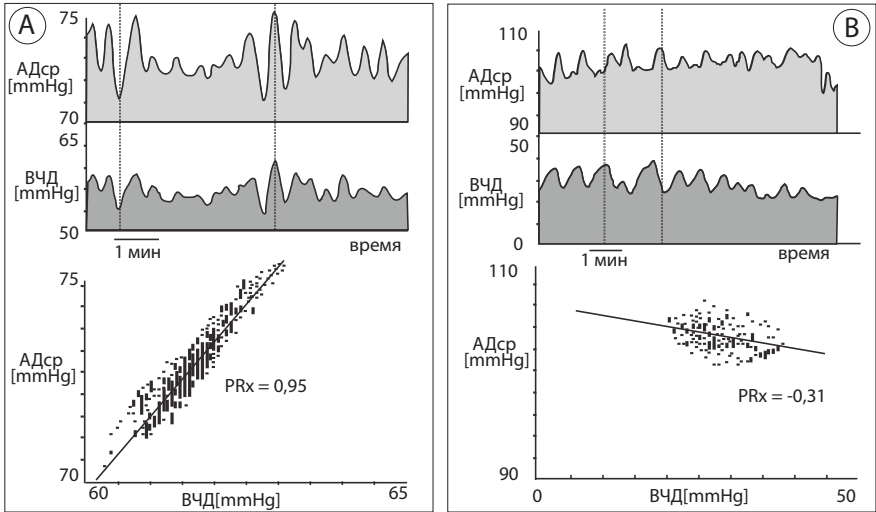 A
75
АДср
[mmHg]
70
65
ВЧД
[mmHg]
50
1 мин
время
75
АДср
[mmHg]
PRx = 0,95
70
60
ВЧД[mmHg]
65
B
110
АДср
[mmHg]
90
50
ВЧД
[mmHg]
0
1 мин
время
110
АДср
[mmHg]
PRx = -0,31
90
0
ВЧД[mmHg]
50